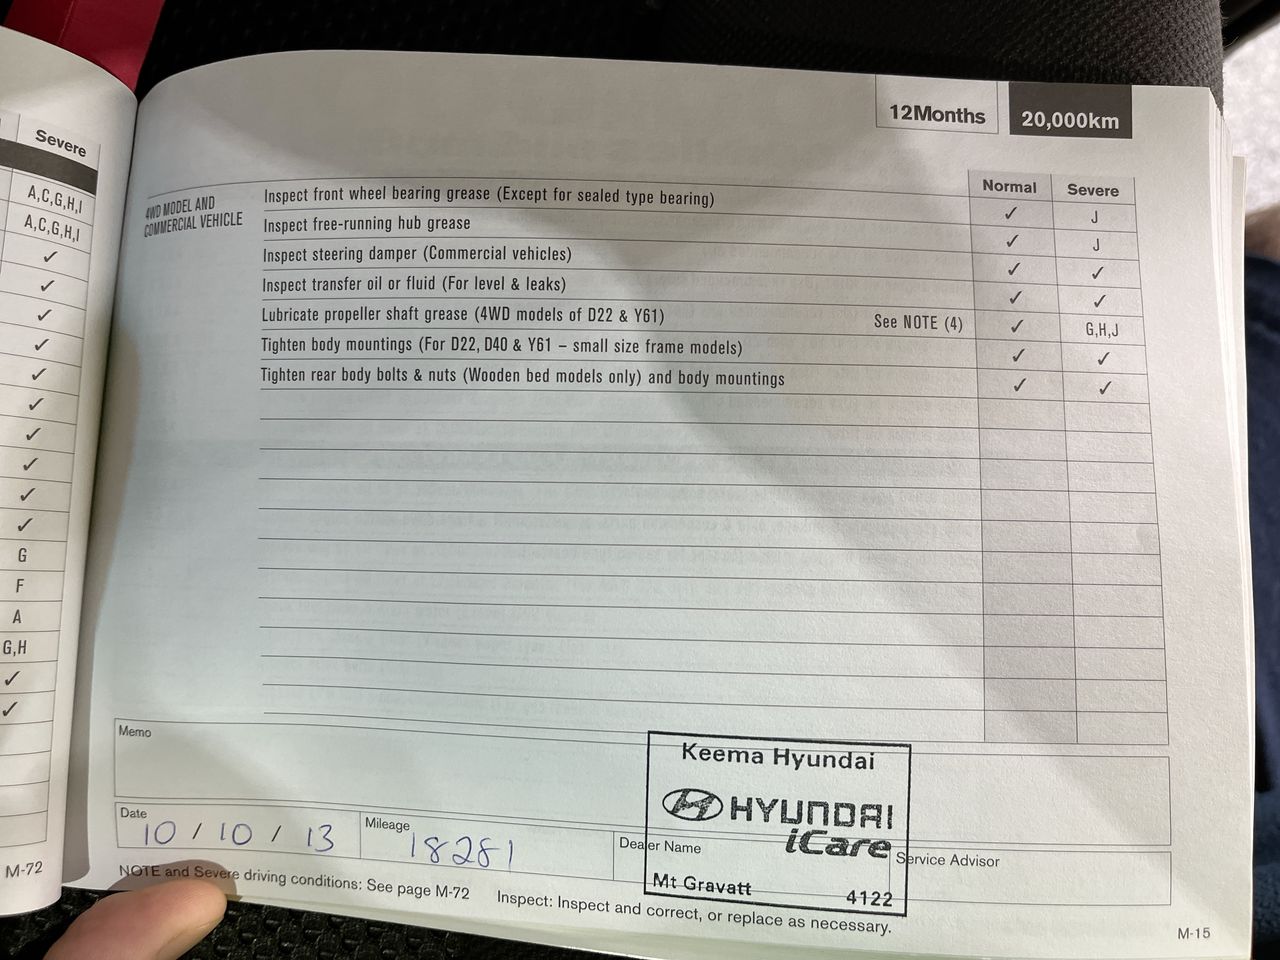 Severe
A,C,G,H,I
A,C,G,H,I
✓
✓
✓
✓
✓
✓
✓
✓
✓
✓
G
F
A
G,H
✓
✓
M-72
12Months 20,000km
Normal Severe
4WD MODEL AND
COMMERCIAL VEHICLE
Inspect front wheel bearing grease (Except for sealed type bearing) ✓ J
Inspect free-running hub grease ✓ J
Inspect steering damper (Commercial vehicles) ✓ ✓
Inspect transfer oil or fluid (For level & leaks) ✓ ✓
Lubricate propeller shaft grease (4WD models of D22 & Y61) See NOTE (4) ✓ G,H,J
Tighten body mountings (For D22, D40 & Y61 – small size frame models) ✓ ✓
Tighten rear body bolts & nuts (Wooden bed models only) and body mountings ✓ ✓
Memo
Keema Hyundai
HYUNDAI
iCare
Mt Gravatt 4122
Date
10 / 10 / 13
Mileage
18281
Dealer Name
Service Advisor
NOTE and Severe driving conditions: See page M-72 Inspect: Inspect and correct, or replace as necessary.
M-15